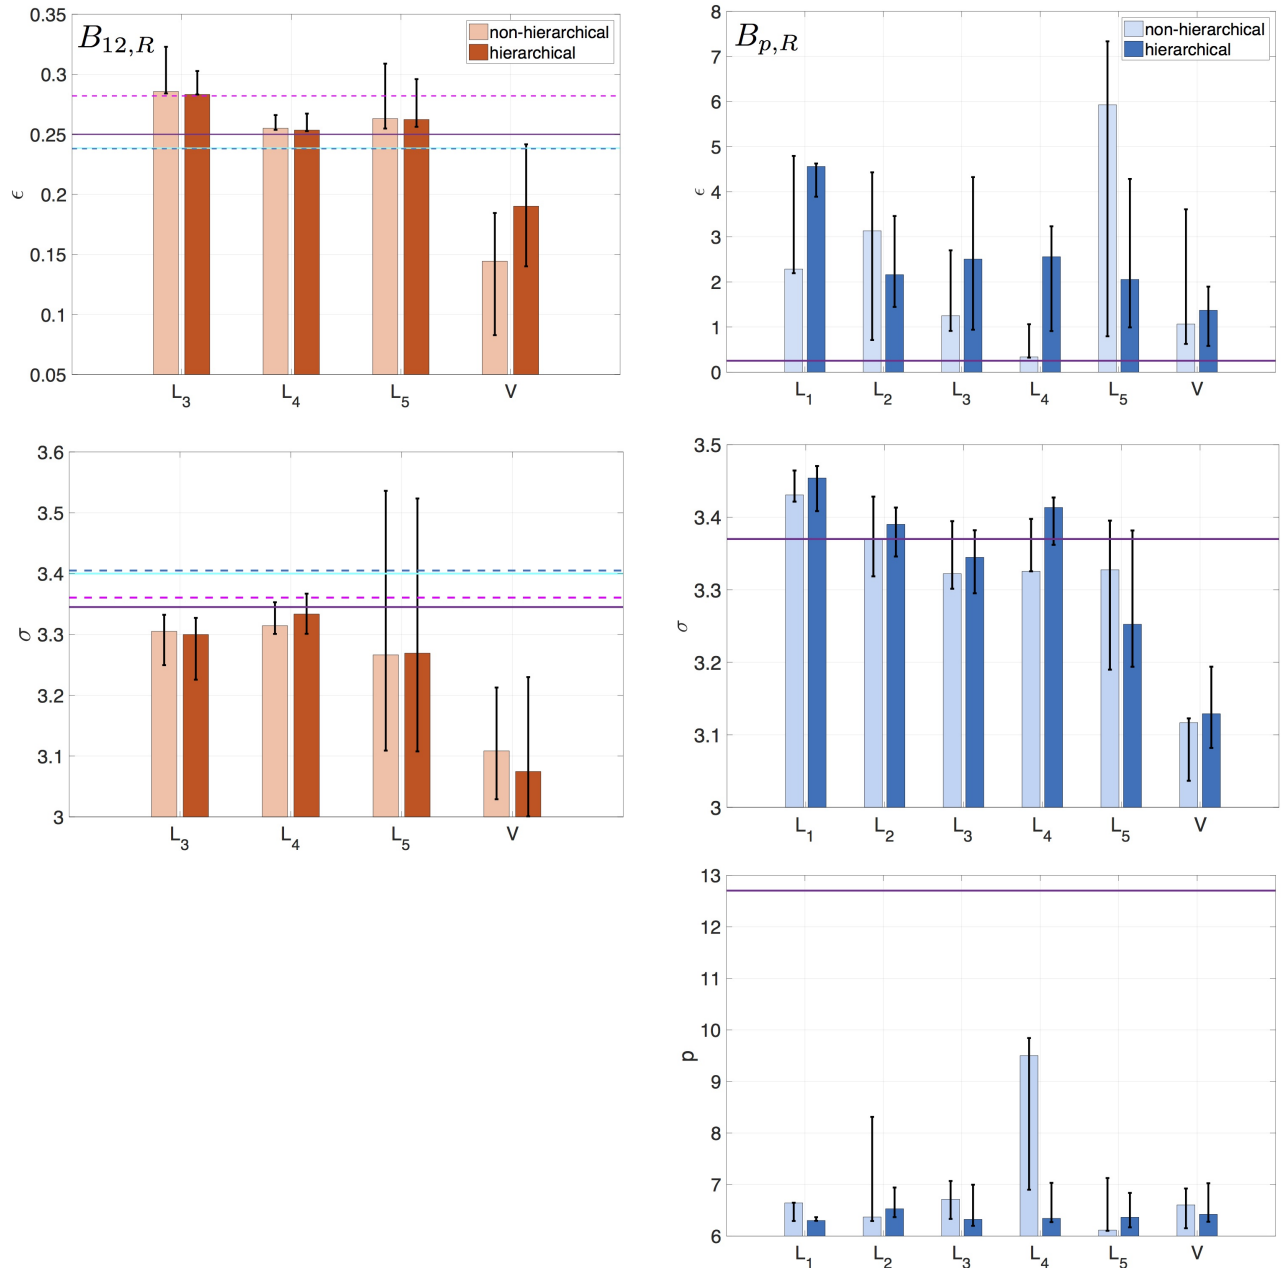 B₁₂,R
non-hierarchical
hierarchical
0.35
0.3
0.25
0.2
0.15
0.1
0.05
ϵ
L₃ L₄ L₅ V
Bₚ,R
non-hierarchical
hierarchical
8
7
6
5
4
3
2
1
0
ϵ
L₁ L₂ L₃ L₄ L₅ V
3.6
3.5
3.4
3.3
3.2
3.1
3
σ
L₃ L₄ L₅ V
3.5
3.4
3.3
3.2
3.1
3
σ
L₁ L₂ L₃ L₄ L₅ V
13
12
11
10
9
8
7
6
p
L₁ L₂ L₃ L₄ L₅ V